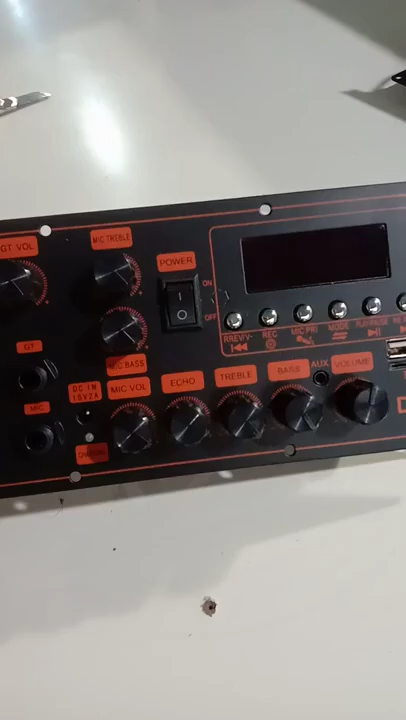 GT VOL
MIC TREBLE
POWER
ON
OFF
I
O
RREV/-
REC
MIC PRI
MODE
PLAY/PAUSE
GT
MIC BASS
DC IN
15V2A
MIC VOL
ECHO
TREBLE
BASS
AUX
VOLUME
MIC